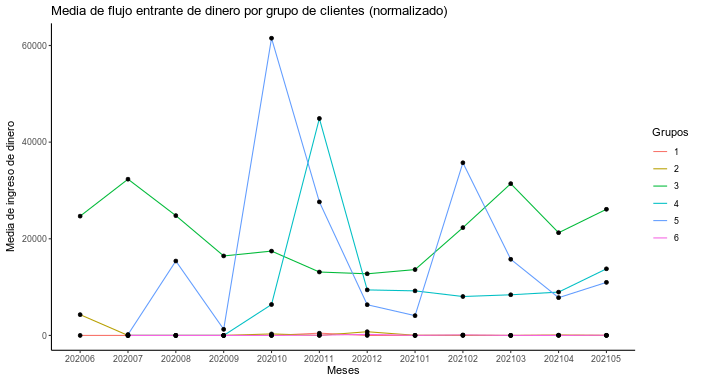 Media de flujo entrante de dinero por grupo de clientes (normalizado)
Media de ingreso de dinero
60000
40000
20000
0
202006 202007 202008 202009 202010 202011 202012 202101 202102 202103 202104 202105
Meses
Grupos
1
2
3
4
5
6